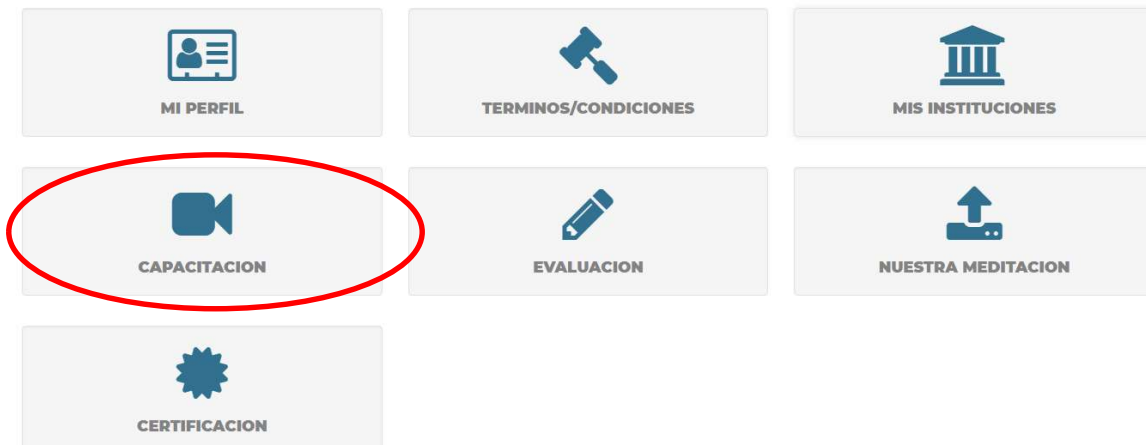 MI PERFIL
TERMINOS/CONDICIONES
MIS INSTITUCIONES
CAPACITACION
EVALUACION
NUESTRA MEDITACION
CERTIFICACION